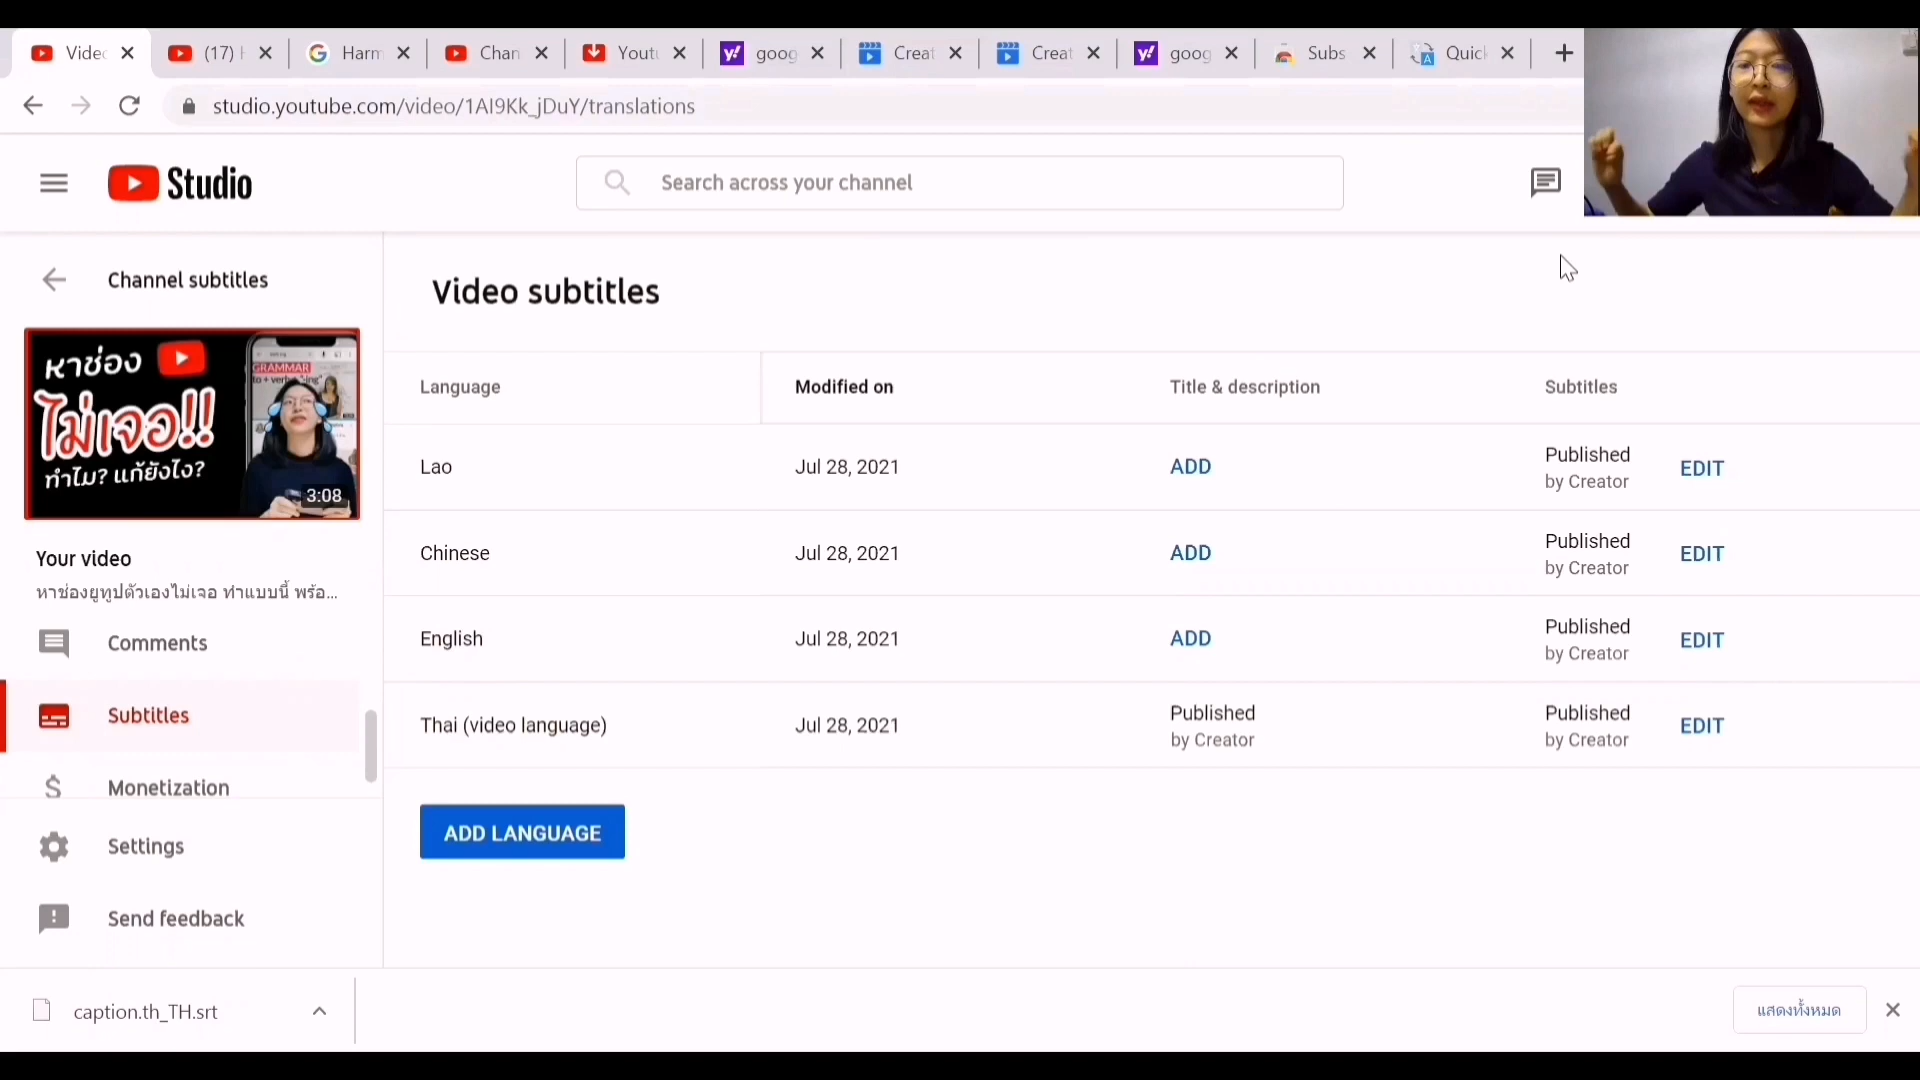 Videc
(17) H
Harm
Chan
Yout
goog
Creat
Creat
goog
Subs
Quick
studio.youtube.com/video/1AI9Kk_jDuY/translations
Studio
Search across your channel
Channel subtitles
หาช่อง
ไม่เจอ!!
ทำไม? แก้ยังไง?
GRAMMAR
to + verb "-ing"
3:08
Your video
หาช่องยูทูปตัวเองไม่เจอ ทำแบบนี้ พร้อ...
Comments
Subtitles
Monetization
Settings
Send feedback
Video subtitles
Language Modified on Title & description Subtitles
Lao Jul 28, 2021 ADD Published EDIT
by Creator
Chinese Jul 28, 2021 ADD Published EDIT
by Creator
English Jul 28, 2021 ADD Published EDIT
by Creator
Thai (video language) Jul 28, 2021 Published Published EDIT
by Creator by Creator
ADD LANGUAGE
caption.th_TH.srt
แสดงทั้งหมด